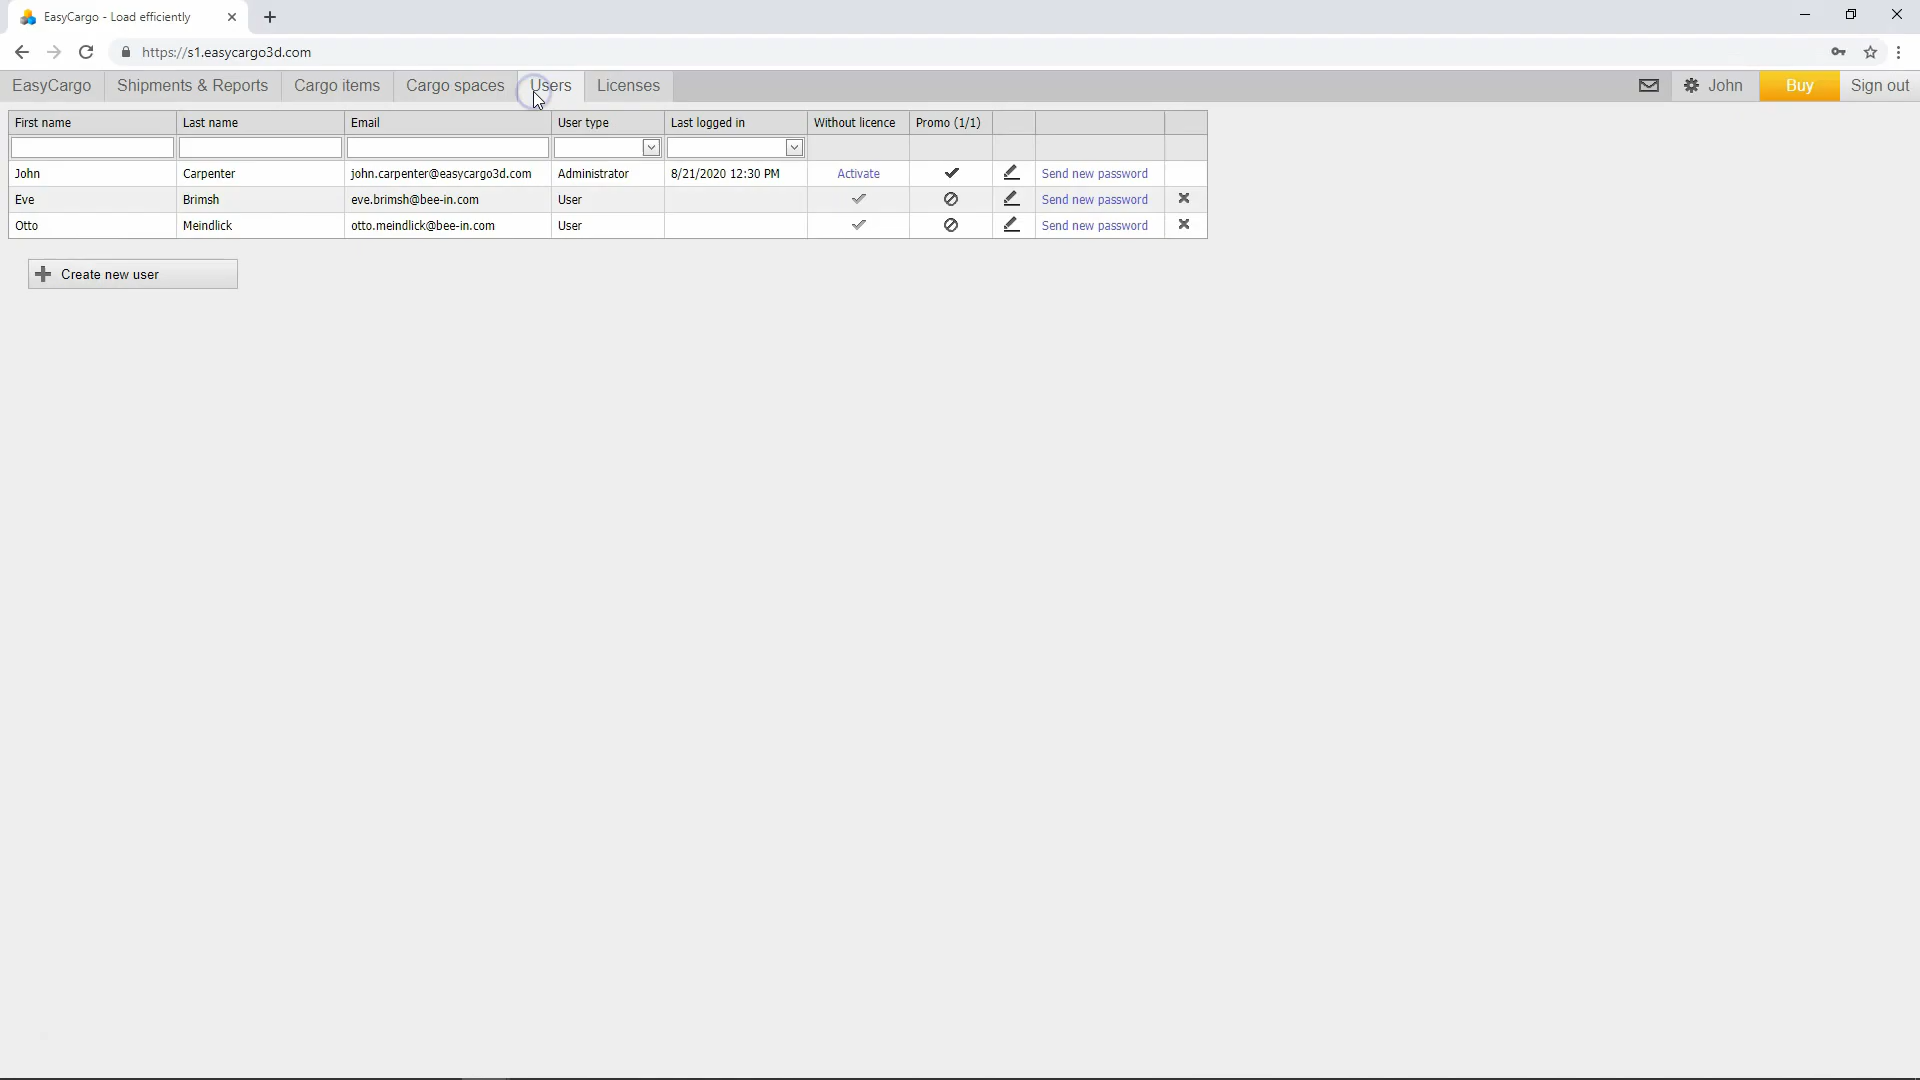 EasyCargo - Load efficiently
https://s1.easycargo3d.com
EasyCargo Shipments & Reports Cargo items Cargo spaces Users Licenses John Buy Sign out
First name Last name Email User type Last logged in Without licence Promo (1/1)
John Carpenter john.carpenter@easycargo3d.com Administrator 8/21/2020 12:30 PM Activate Send new password
Eve Brimsh eve.brimsh@bee-in.com User Send new password
Otto Meindlick otto.meindlick@bee-in.com User Send new password
Create new user